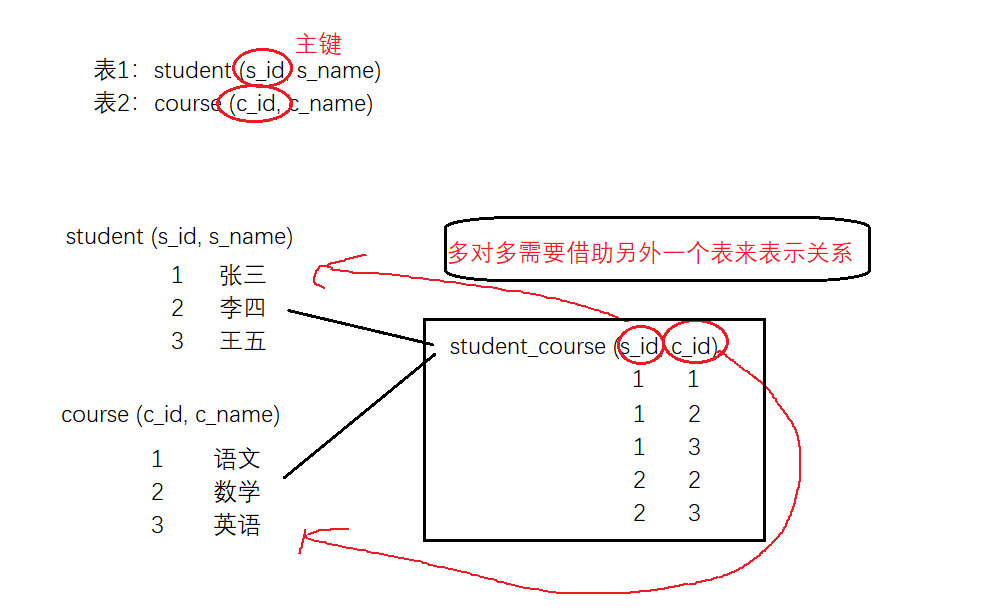 主键
表1：student (s_id, s_name)
表2：course (c_id, c_name)
student (s_id, s_name)
1 张三
2 李四
3 王五
多对多需要借助另外一个表来表示关系
student_course (s_id, c_id)
1 1
1 2
1 3
2 2
2 3
course (c_id, c_name)
1 语文
2 数学
3 英语